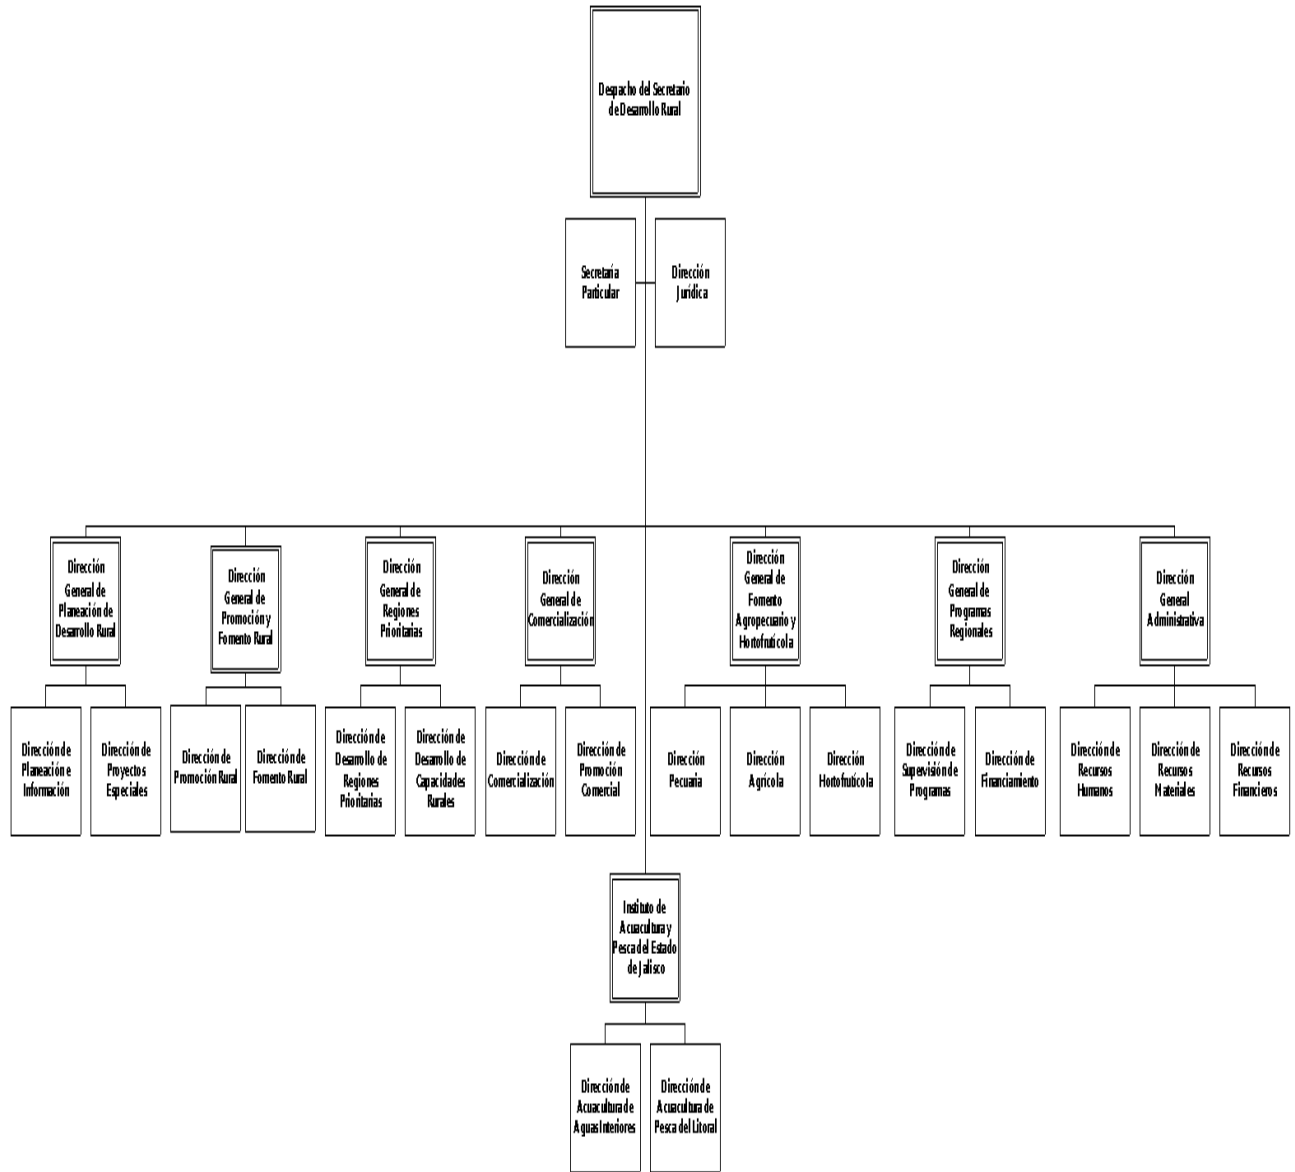 Despacho del Secretario
de Desarrollo Rural
Secretaría
Particular
Dirección
Jurídica
Dirección
General de
Planeación de
Desarrollo Rural
Dirección
General de
Promoción y
Fomento Rural
Dirección
General de
Regiones
Prioritarias
Dirección
General de
Comercialización
Dirección
General de
Fomento
Agropecuario y
Hortofrutícola
Dirección
General de
Programas
Regionales
Dirección
General
Administrativa
Dirección de
Planeación e
Información
Dirección de
Proyectos
Especiales
Dirección de
Promoción Rural
Dirección de
Fomento Rural
Dirección de
Desarrollo de
Regiones
Prioritarias
Dirección de
Desarrollo de
Capacidades
Rurales
Dirección de
Comercialización
Dirección de
Promoción
Comercial
Dirección
Pecuaria
Dirección
Agrícola
Dirección
Hortofrutícola
Dirección de
Supervisión de
Programas
Dirección de
Financiamiento
Dirección de
Recursos
Humanos
Dirección de
Recursos
Materiales
Dirección de
Recursos
Financieros
Instituto de
Acuacultura y
Pesca del Estado
de Jalisco
Dirección de
Acuacultura de
Aguas Interiores
Dirección de
Acuacultura de
Pesca del Litoral